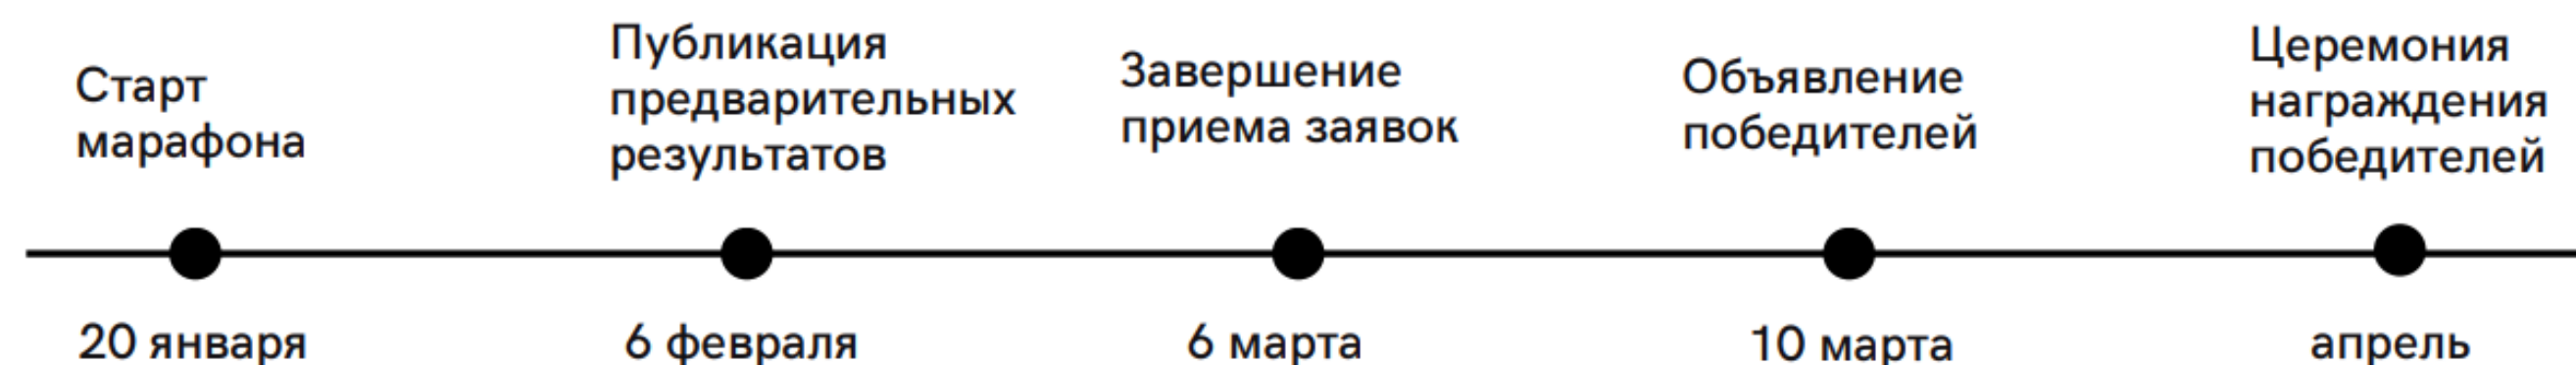 Старт
марафона
Публикация
предварительных
результатов
Завершение
приема заявок
Объявление
победителей
Церемония
награждения
победителей
20 января
6 февраля
6 марта
10 марта
апрель